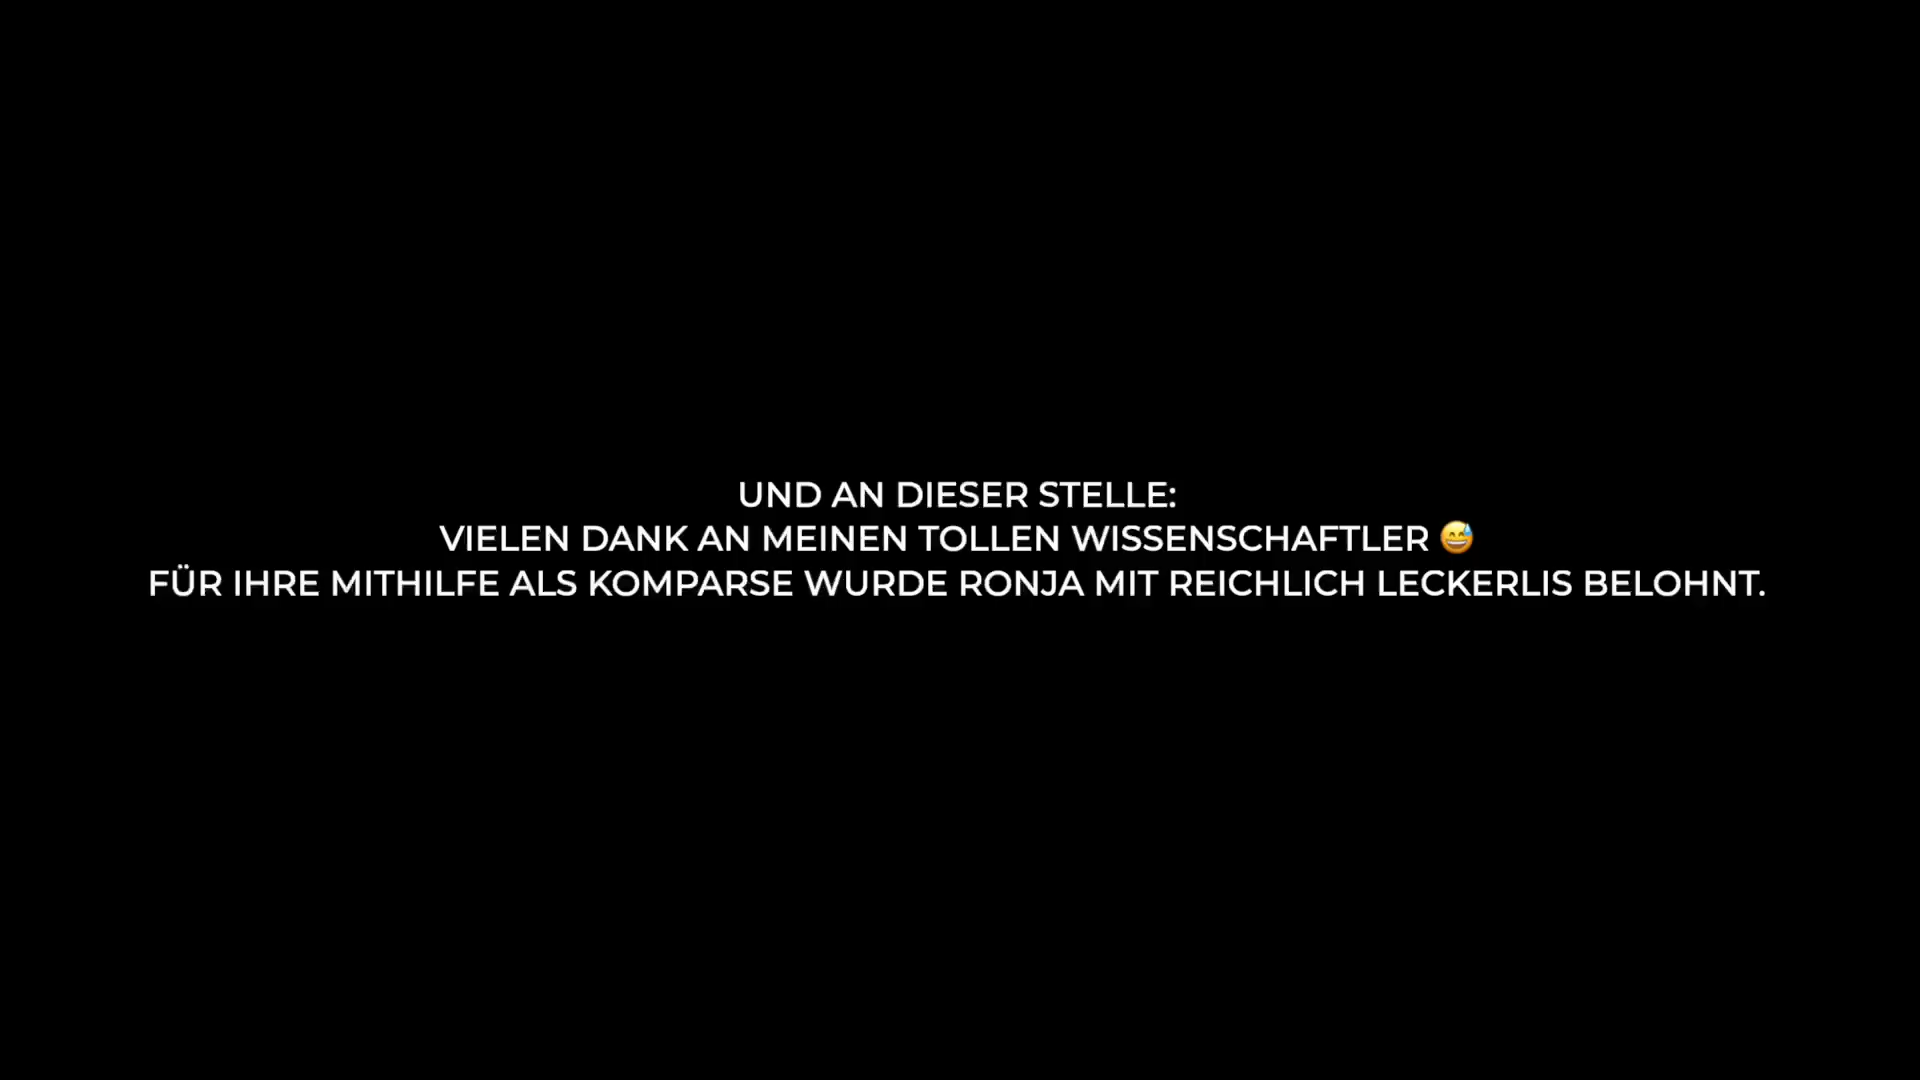 UND AN DIESER STELLE:
VIELEN DANK AN MEINEN TOLLEN WISSENSCHAFTLER 😅
FÜR IHRE MITHILFE ALS KOMPARSE WURDE RONJA MIT REICHLICH LECKERLIS BELOHNT.